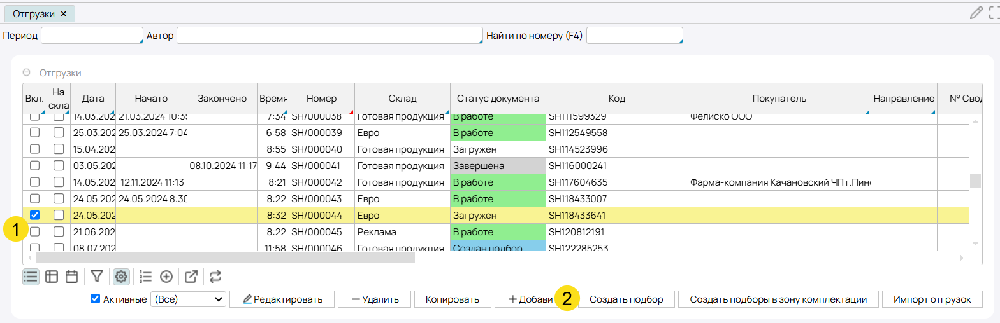 Отгрузки ×
Период Автор Найти по номеру (F4)
Отгрузки
Вкл. На скла Дата Начато Закончено Время Номер Склад Статус документа Код Покупатель Направление № Свод
14.03.202 21.03.2024 10:35 7:34 SH/000038 Готовая продукция В работе SH111599329 Фелиско ООО
25.03.202 25.03.2024 7:04 6:58 SH/000039 Евро В работе SH112549558
15.04.202 8:55 SH/000040 Готовая продукция Загружен SH114523996
03.05.202 08.10.2024 11:17 9:44 SH/000041 Готовая продукция Завершена SH116000241
14.05.202 12.11.2024 11:13 8:21 SH/000042 Готовая продукция В работе SH117604635 Фарма-компания Качановский ЧП г.Пинс
24.05.202 24.05.2024 8:30 8:22 SH/000043 Евро В работе SH118433007
24.05.202 8:32 SH/000044 Евро Загружен SH118433641
1
21.06.202 8:22 SH/000045 Реклама В работе SH120812191
08.07.202 11:58 SH/000046 Готовая продукция Создан подбор SH122285253
Активные (Все) Редактировать Удалить Копировать + Добавит 2 Создать подбор Создать подборы в зону комплектации Импорт отгрузок